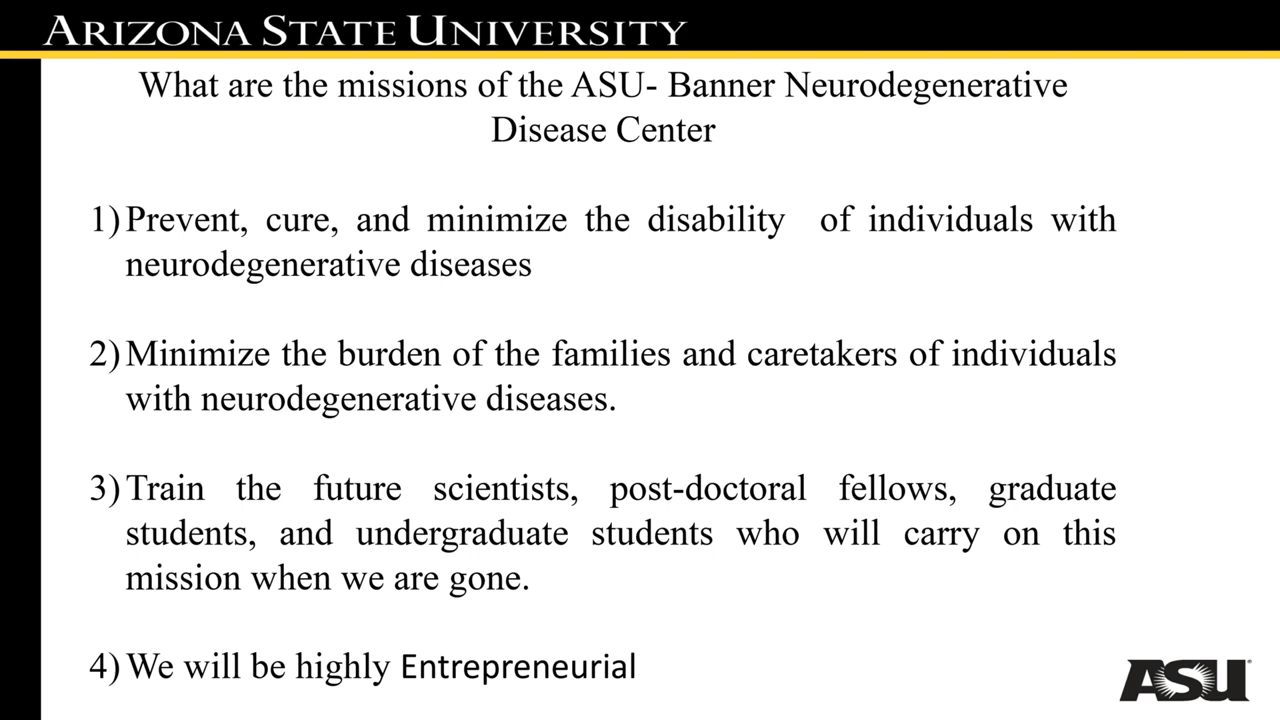 ARIZONA STATE UNIVERSITY
What are the missions of the ASU- Banner Neurodegenerative
Disease Center
1) Prevent, cure, and minimize the disability of individuals with
neurodegenerative diseases
2) Minimize the burden of the families and caretakers of individuals
with neurodegenerative diseases.
3) Train the future scientists, post-doctoral fellows, graduate
students, and undergraduate students who will carry on this
mission when we are gone.
4) We will be highly Entrepreneurial
ASU